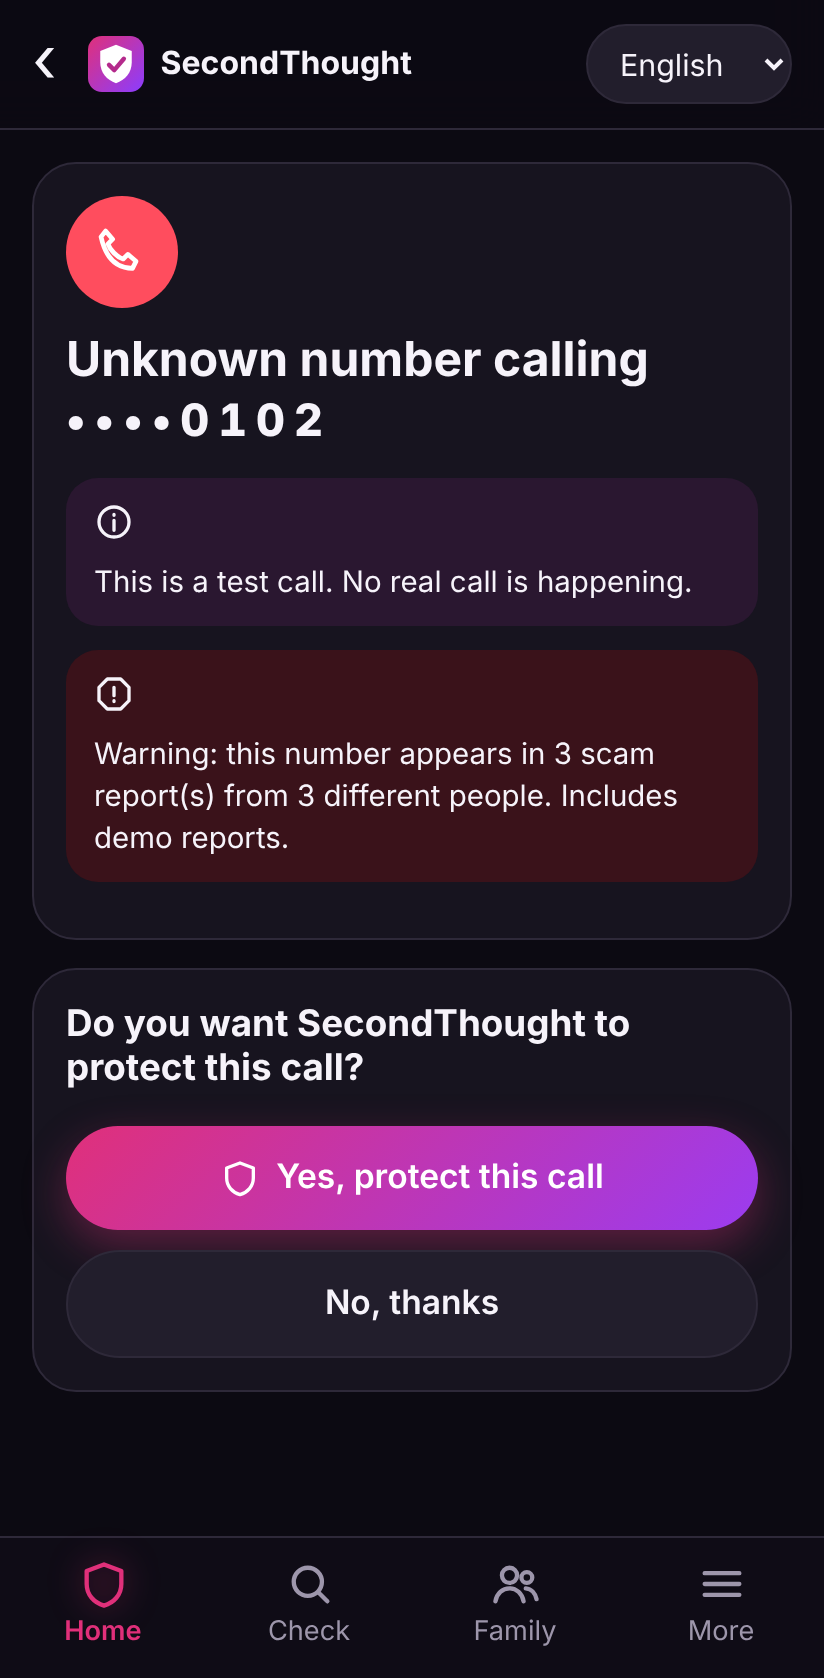 SecondThought
English
Unknown number calling
••••0102
This is a test call. No real call is happening.
Warning: this number appears in 3 scam
report(s) from 3 different people. Includes
demo reports.
Do you want SecondThought to
protect this call?
Yes, protect this call
No, thanks
Home
Check
Family
More